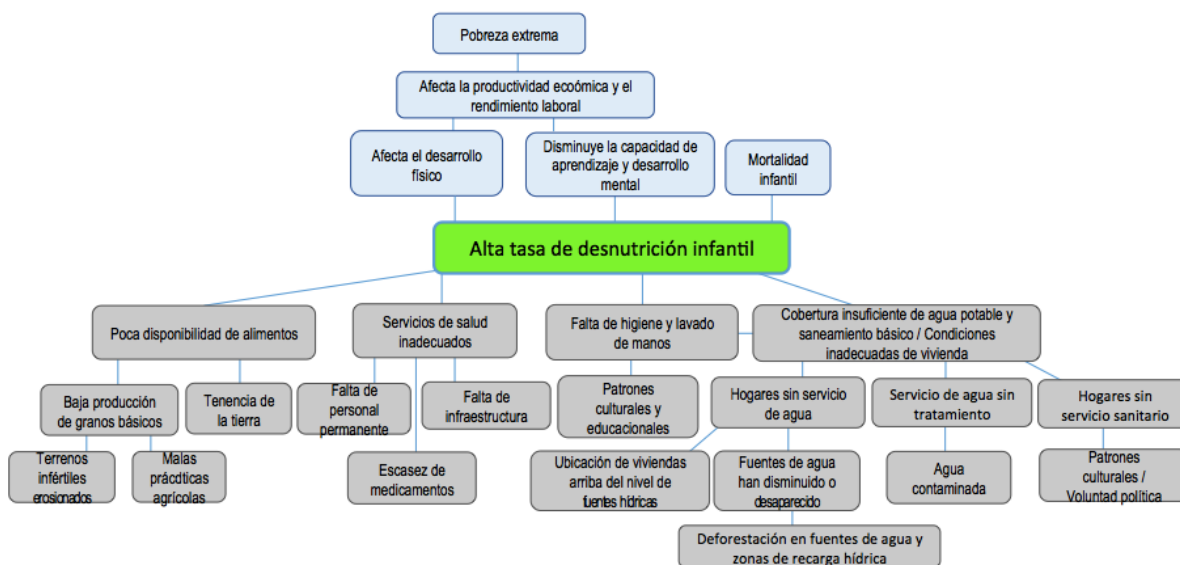 Pobreza extrema
Afecta la productividad ecoómica y el
rendimiento laboral
Afecta el desarrollo
físico
Disminuye la capacidad de
aprendizaje y desarrollo
mental
Mortalidad
infantil
Alta tasa de desnutrición infantil
Poca disponibilidad de alimentos
Servicios de salud
inadecuados
Falta de higiene y lavado
de manos
Cobertura insuficiente de agua potable y
saneamiento básico / Condiciones
inadecuadas de vivienda
Baja producción
de granos básicos
Tenencia de
la tierra
Falta de
personal
permanente
Falta de
infraestructura
Patrones
culturales y
educacionales
Hogares sin servicio
de agua
Servicio de agua sin
tratamiento
Hogares sin
servicio sanitario
Terrenos
infértiles
erosionados
Malas
prácdticas
agrícolas
Escasez de
medicamentos
Ubicación de viviendas
arriba del nivel de
fuentes hídricas
Fuentes de agua
han disminuido o
desaparecido
Agua
contaminada
Patrones
culturales /
Voluntad política
Deforestación en fuentes de agua y
zonas de recarga hídrica